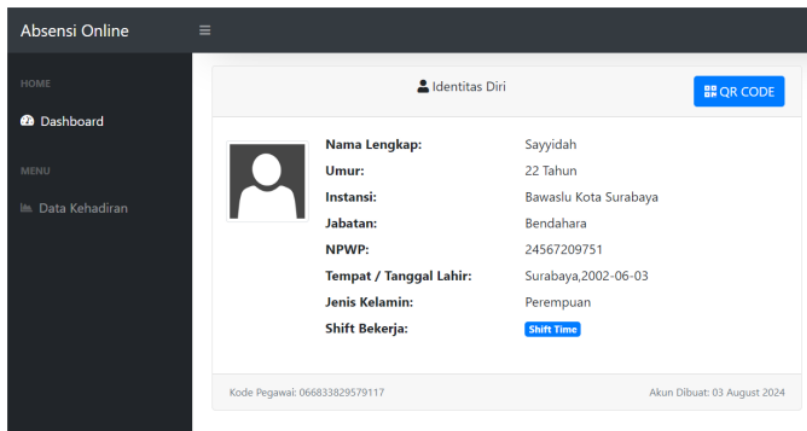 Absensi Online
HOME
Dashboard
MENU
Data Kehadiran
Identitas Diri
QR CODE
Nama Lengkap: Sayyidah
Umur: 22 Tahun
Instansi: Bawaslu Kota Surabaya
Jabatan: Bendahara
NPWP: 24567209751
Tempat / Tanggal Lahir: Surabaya,2002-06-03
Jenis Kelamin: Perempuan
Shift Bekerja: Shift Time
Kode Pegawai: 066833829579117
Akun Dibuat: 03 August 2024